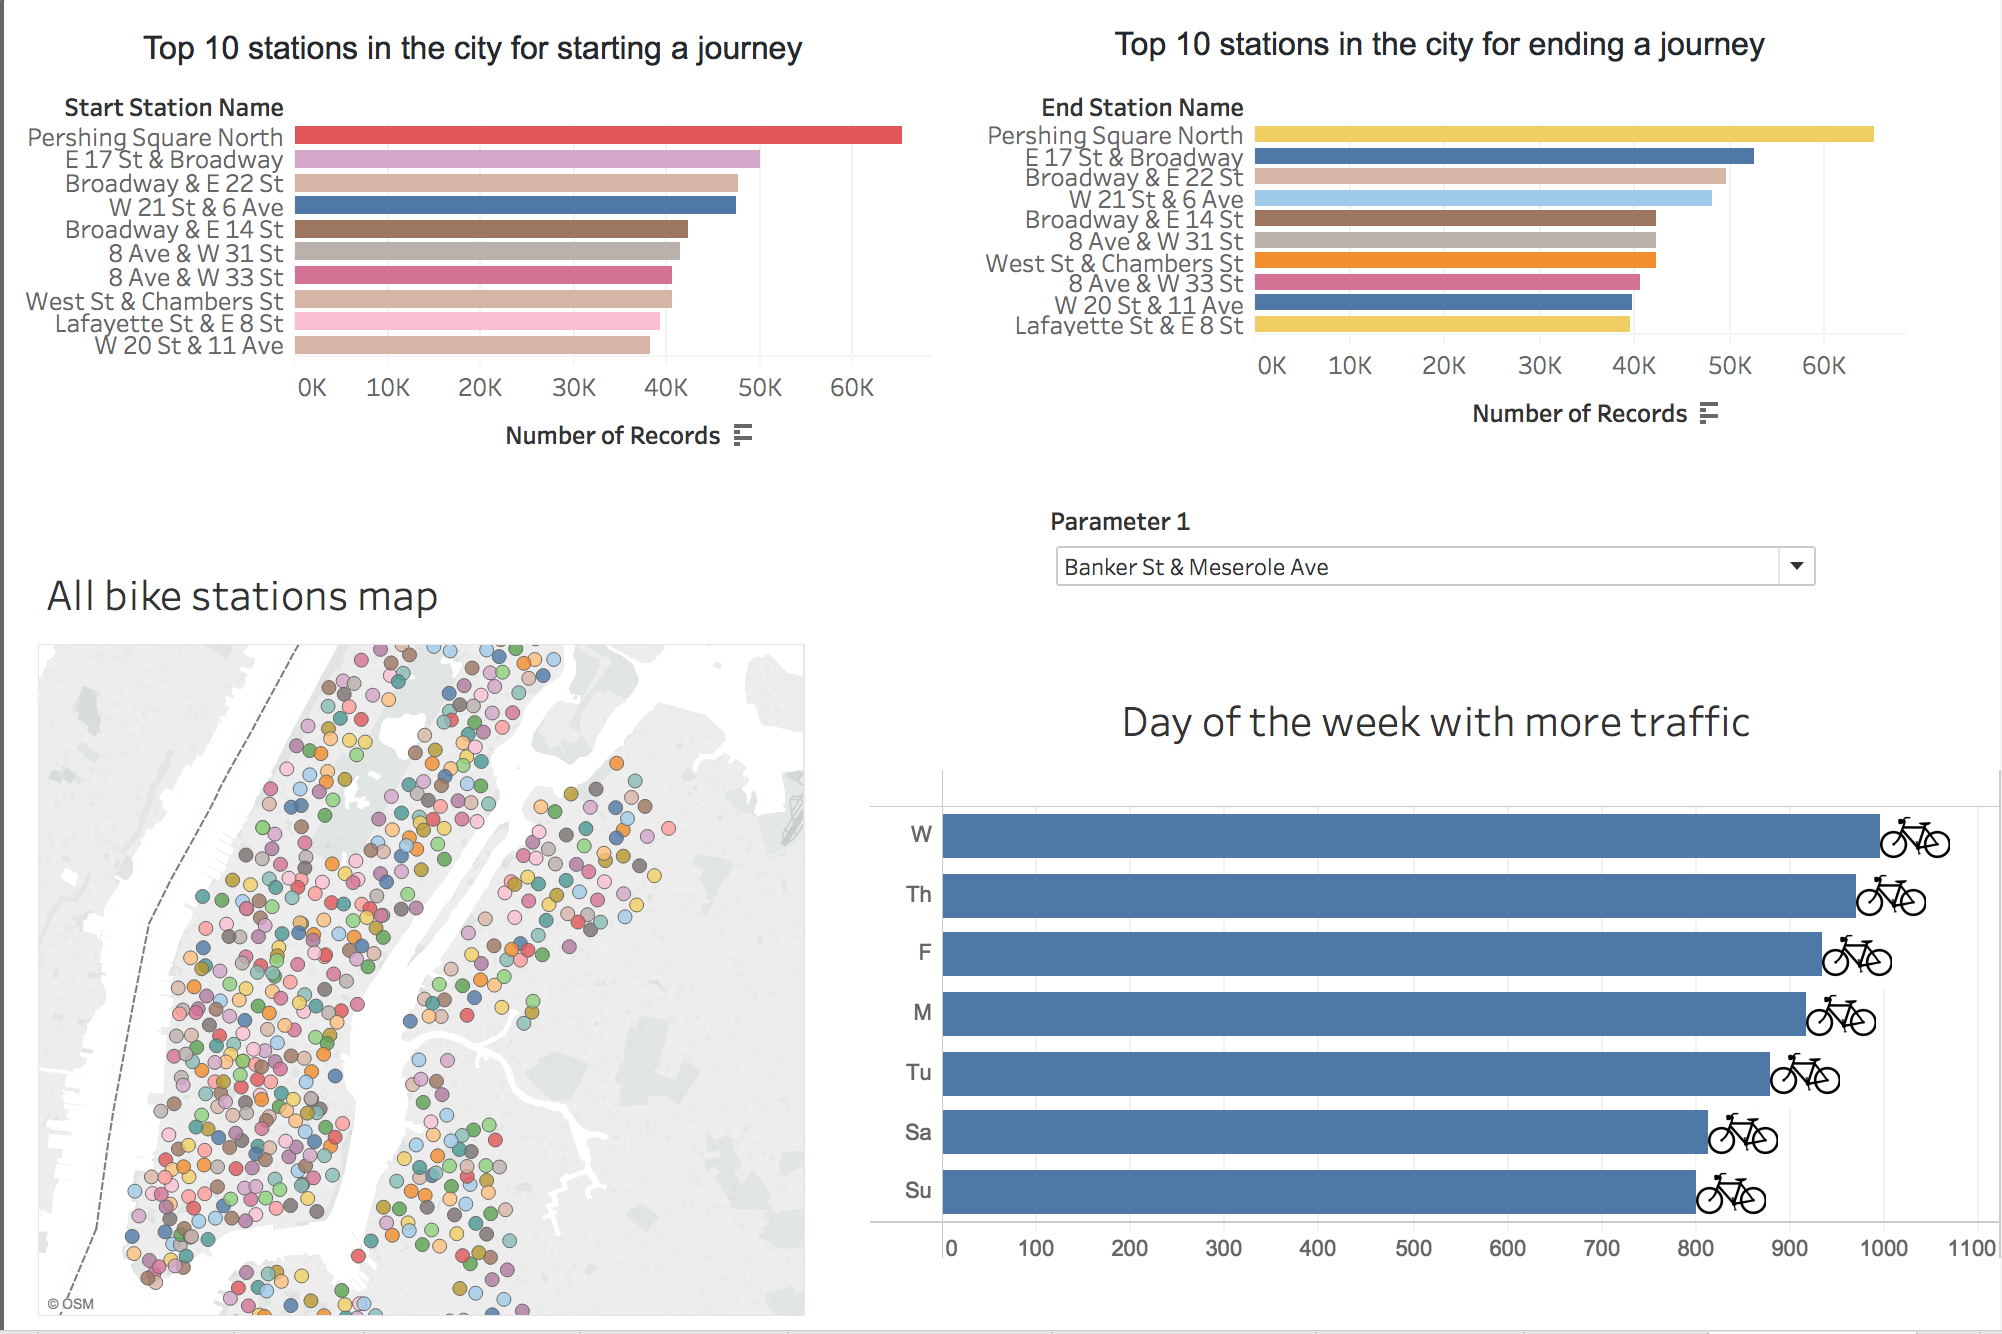 Top 10 stations in the city for starting a journey
Start Station Name
Pershing Square North
E 17 St & Broadway
Broadway & E 22 St
W 21 St & 6 Ave
Broadway & E 14 St
8 Ave & W 31 St
8 Ave & W 33 St
West St & Chambers St
Lafayette St & E 8 St
W 20 St & 11 Ave
0K 10K 20K 30K 40K 50K 60K
Number of Records
Top 10 stations in the city for ending a journey
End Station Name
Pershing Square North
E 17 St & Broadway
Broadway & E 22 St
W 21 St & 6 Ave
Broadway & E 14 St
8 Ave & W 31 St
West St & Chambers St
8 Ave & W 33 St
W 20 St & 11 Ave
Lafayette St & E 8 St
0K 10K 20K 30K 40K 50K 60K
Number of Records
Parameter 1
Banker St & Meserole Ave
All bike stations map
© OSM
Day of the week with more traffic
W
Th
F
M
Tu
Sa
Su
0 100 200 300 400 500 600 700 800 900 1000 1100